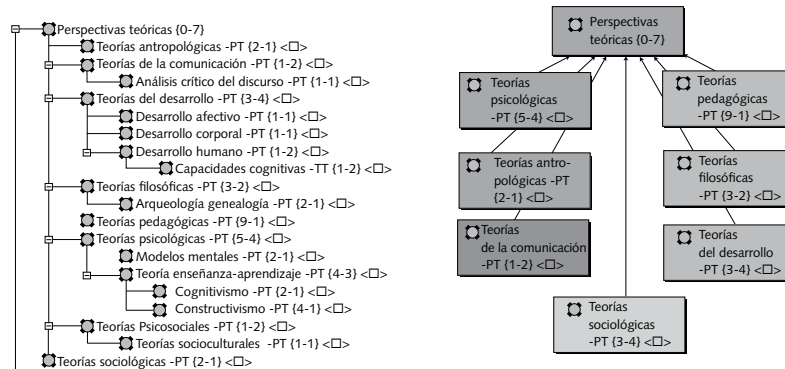 Perspectivas teóricas {0-7}
Teorías antropológicas -PT {2-1} <□>
Teorías de la comunicación -PT {1-2} <□>
Análisis crítico del discurso -PT {1-1} <□>
Teorías del desarrollo -PT {3-4} <□>
Desarrollo afectivo -PT {1-1} <□>
Desarrollo corporal -PT {1-1} <□>
Desarrollo humano -PT {1-2} <□>
Capacidades cognitivas -TT {1-2} <□>
Teorías filosóficas -PT {3-2} <□>
Arqueología genealogía -PT {2-1} <□>
Teorías pedagógicas -PT {9-1} <□>
Teorías psicológicas -PT {5-4} <□>
Modelos mentales -PT {2-1} <□>
Teoría enseñanza-aprendizaje -PT {4-3} <□>
Cognitivismo -PT {2-1} <□>
Constructivismo -PT {4-1} <□>
Teorías Psicosociales -PT {1-2} <□>
Teorías socioculturales -PT {1-1} <□>
Teorías sociológicas -PT {2-1} <□>
Perspectivas
teóricas {0-7}
Teorías
psicológicas
-PT {5-4} <□>
Teorías
pedagógicas
-PT {9-1} <□>
Teorías antro-
pológicas -PT
{2-1} <□>
Teorías
filosóficas
-PT {3-2} <□>
Teorías
de la comunicación
-PT {1-2} <□>
Teorías
del desarrollo
-PT {3-4} <□>
Teorías
sociológicas
-PT {3-4} <□>